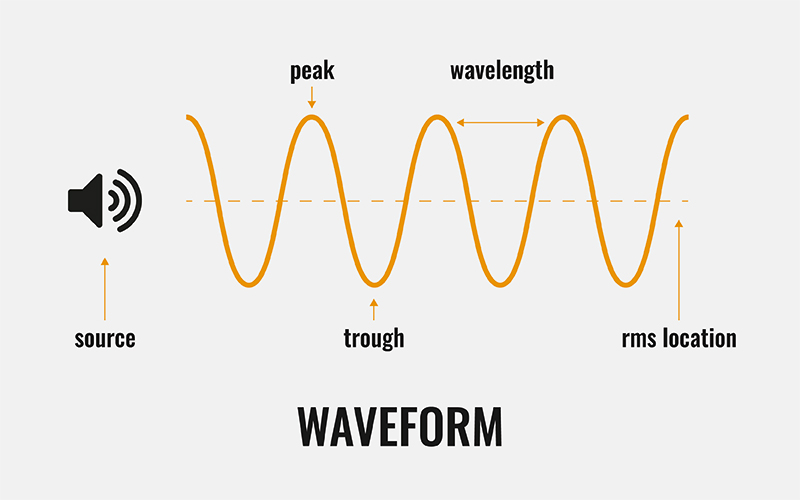 peak
wavelength
source
trough
rms location
WAVEFORM